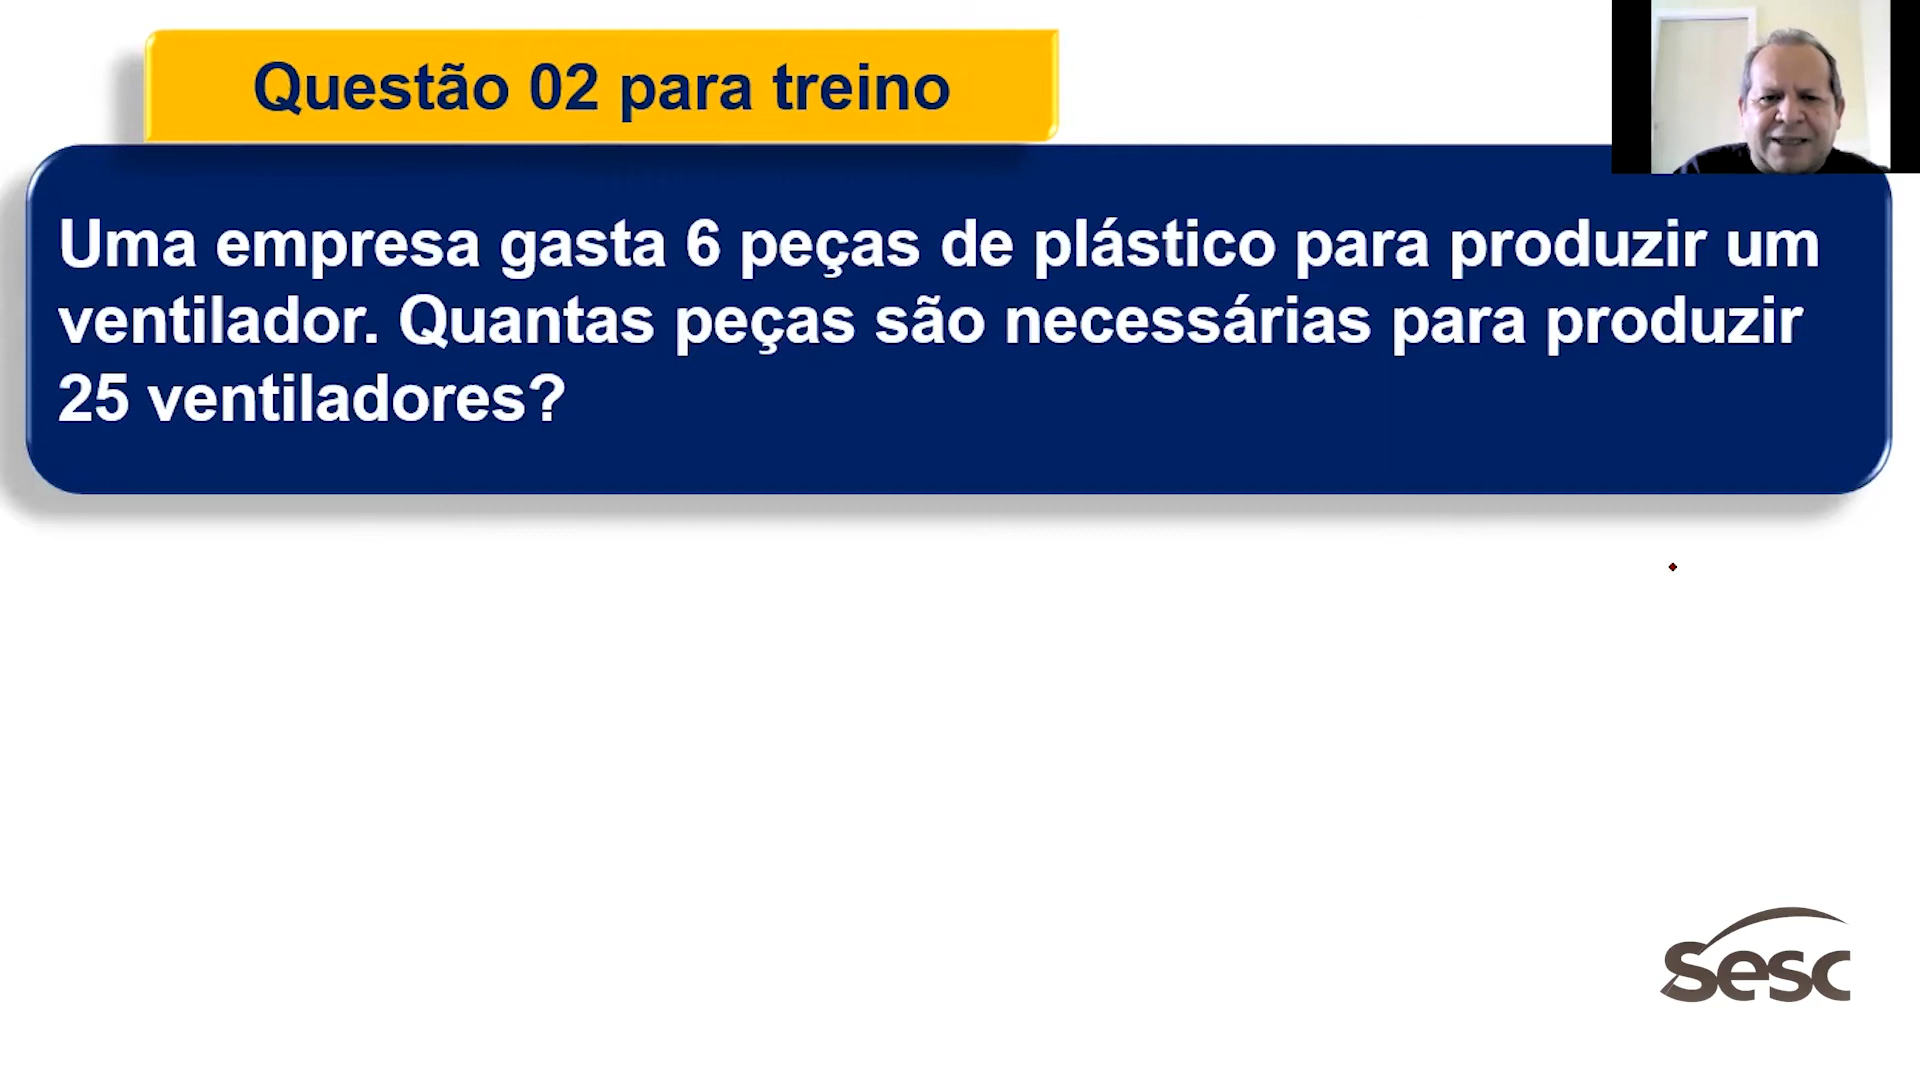 Questão 02 para treino
Uma empresa gasta 6 peças de plástico para produzir um
ventilador. Quantas peças são necessárias para produzir
25 ventiladores?
Sesc